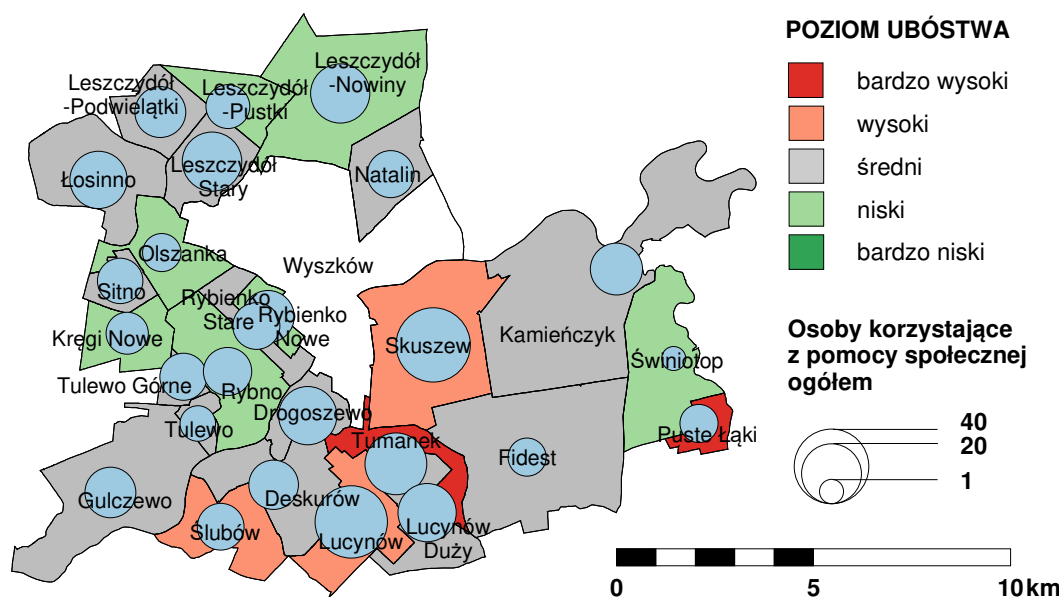 POZIOM UBÓSTWA
bardzo wysoki
wysoki
średni
niski
bardzo niski
Osoby korzystające
z pomocy społecznej
ogółem
40
20
1
0
5
10 km
Leszczydół
-Nowiny
Leszczydół
-Podwielątki
Leszczydół
-Pustki
Leszczydół
Stary
Łosinno
Natalin
Olszanka
Wyszków
Sitno
Rybienko
Stare
Rybienko
Nowe
Kręgi Nowe
Skuszew
Kamieńczyk
Świniotop
Tulewo Górne
Rybno
Drogoszewo
Tulewo
Tumanek
Puste Łąki
Fidest
Gulczewo
Deskurów
Ślubów
Lucynów
Lucynów
Duży